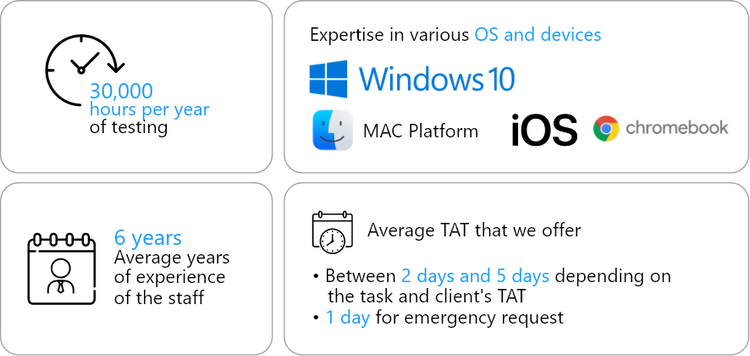 30,000
hours per year
of testing
Expertise in various OS and devices
Windows 10
MAC Platform
iOS
chromebook
6 years
Average years
of experience
of the staff
Average TAT that we offer
• Between 2 days and 5 days depending on
the task and client's TAT
• 1 day for emergency request